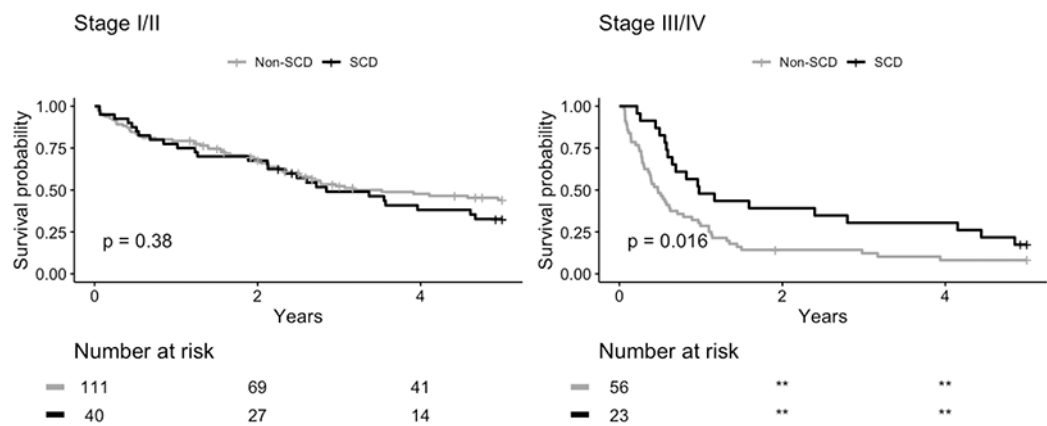 Stage I/II
Non-SCD SCD
Survival probability
1.00
0.75
0.50
0.25
0.00
p = 0.38
0 2 4
Years
Number at risk
111 69 41
40 27 14
Stage III/IV
Non-SCD SCD
Survival probability
1.00
0.75
0.50
0.25
0.00
p = 0.016
0 2 4
Years
Number at risk
56 ** **
23 ** **